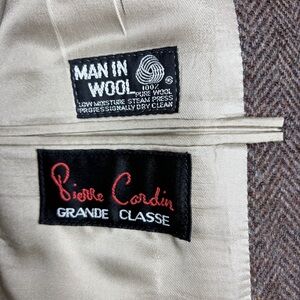 MAN IN
WOOL
100%
PURE WOOL
LOW MOISTURE STEAM PRESS
PROFESSIONALLY DRY CLEAN
Pierre Cardin
GRANDE CLASSE